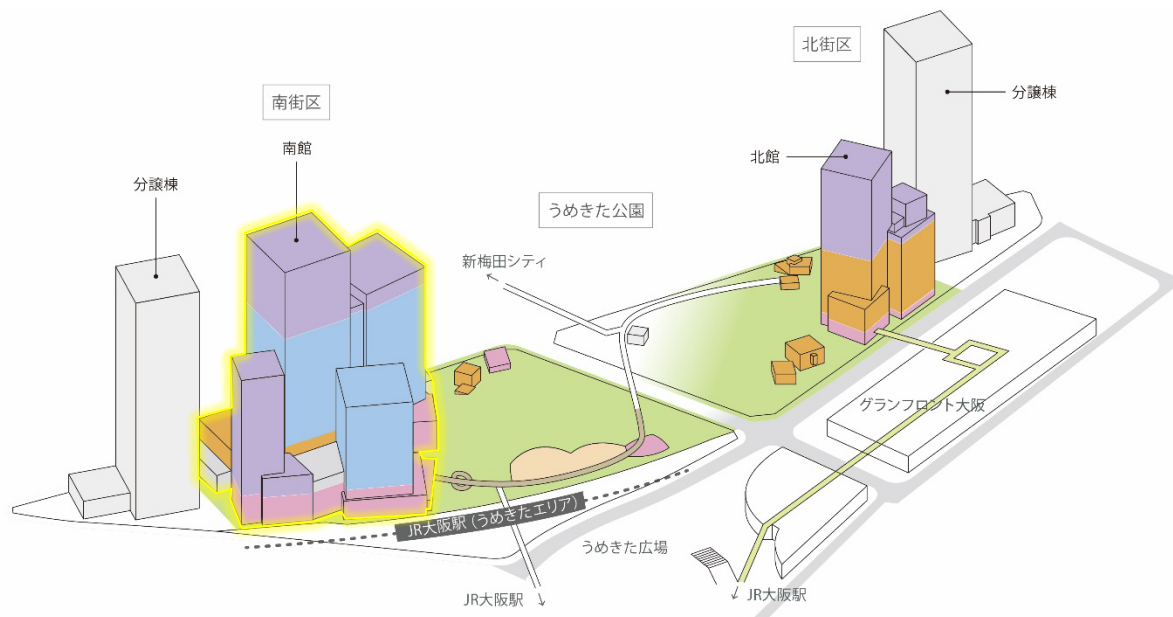 北街区
分譲棟
南街区
南館
北館
分譲棟
うめきた公園
新梅田シティ
グランフロント大阪
JR大阪駅（うめきたエリア）
うめきた広場
JR大阪駅
JR大阪駅